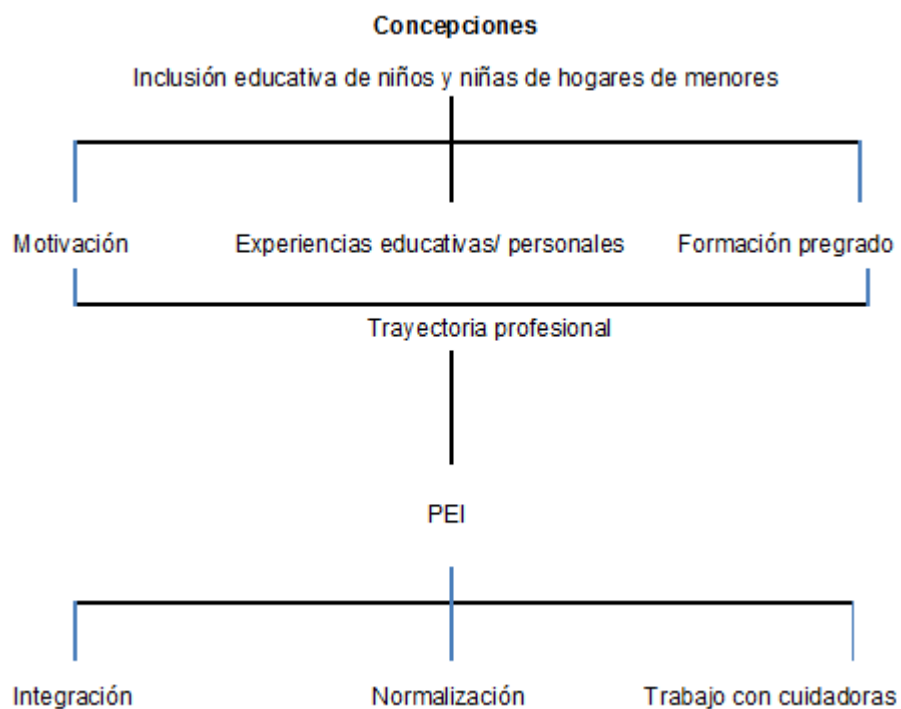 Concepciones
Inclusión educativa de niños y niñas de hogares de menores
Motivación
Experiencias educativas/ personales
Formación pregrado
Trayectoria profesional
PEI
Integración
Normalización
Trabajo con cuidadoras